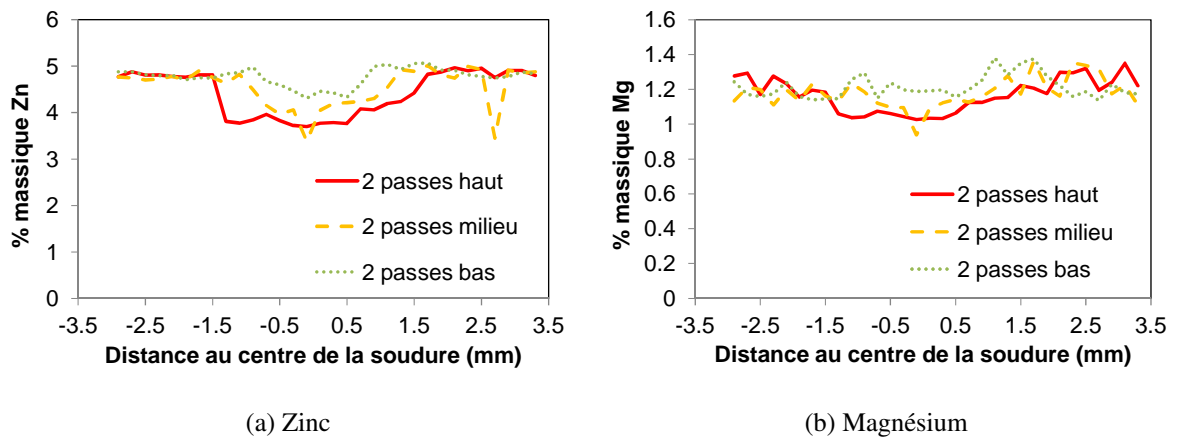 6
5
4
3
2
1
0
-3.5 -2.5 -1.5 -0.5 0.5 1.5 2.5 3.5
% massique Zn
Distance au centre de la soudure (mm)
2 passes haut
2 passes milieu
2 passes bas
(a) Zinc
1.6
1.4
1.2
1
0.8
0.6
0.4
0.2
0
-3.5 -2.5 -1.5 -0.5 0.5 1.5 2.5 3.5
% massique Mg
Distance au centre de la soudure (mm)
2 passes haut
2 passes milieu
2 passes bas
(b) Magnésium